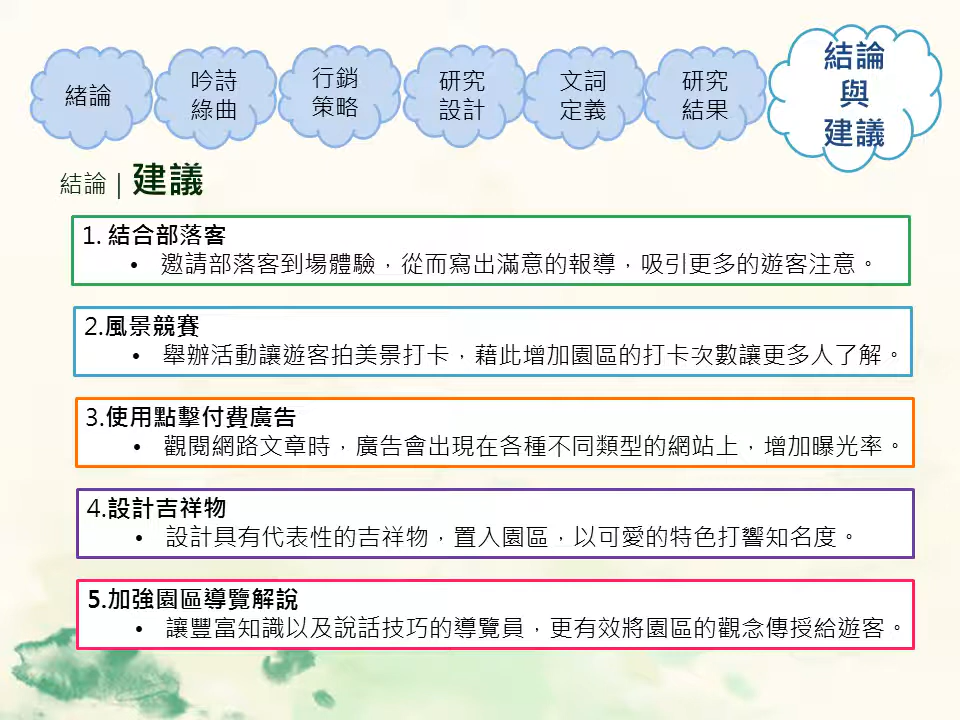 緒論
吟詩
綠曲
行銷
策略
研究
設計
文詞
定義
研究
結果
結論
與
建議
結論｜建議
1. 結合部落客
• 邀請部落客到場體驗，從而寫出滿意的報導，吸引更多的遊客注意。
2.風景競賽
• 舉辦活動讓遊客拍美景打卡，藉此增加園區的打卡次數讓更多人了解。
3.使用點擊付費廣告
• 觀閱網路文章時，廣告會出現在各種不同類型的網站上，增加曝光率。
4.設計吉祥物
• 設計具有代表性的吉祥物，置入園區，以可愛的特色打響知名度。
5.加強園區導覽解說
• 讓豐富知識以及說話技巧的導覽員，更有效將園區的觀念傳授給遊客。